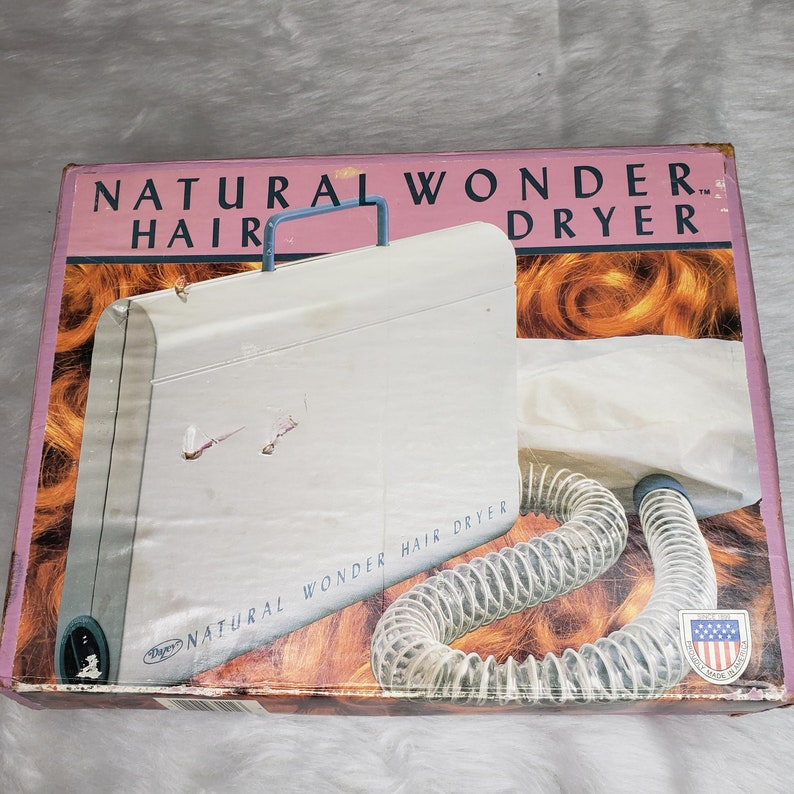 NATURAL WONDER™
HAIR DRYER
Dazey NATURAL WONDER HAIR DRYER
PROUDLY MADE IN AMERICA